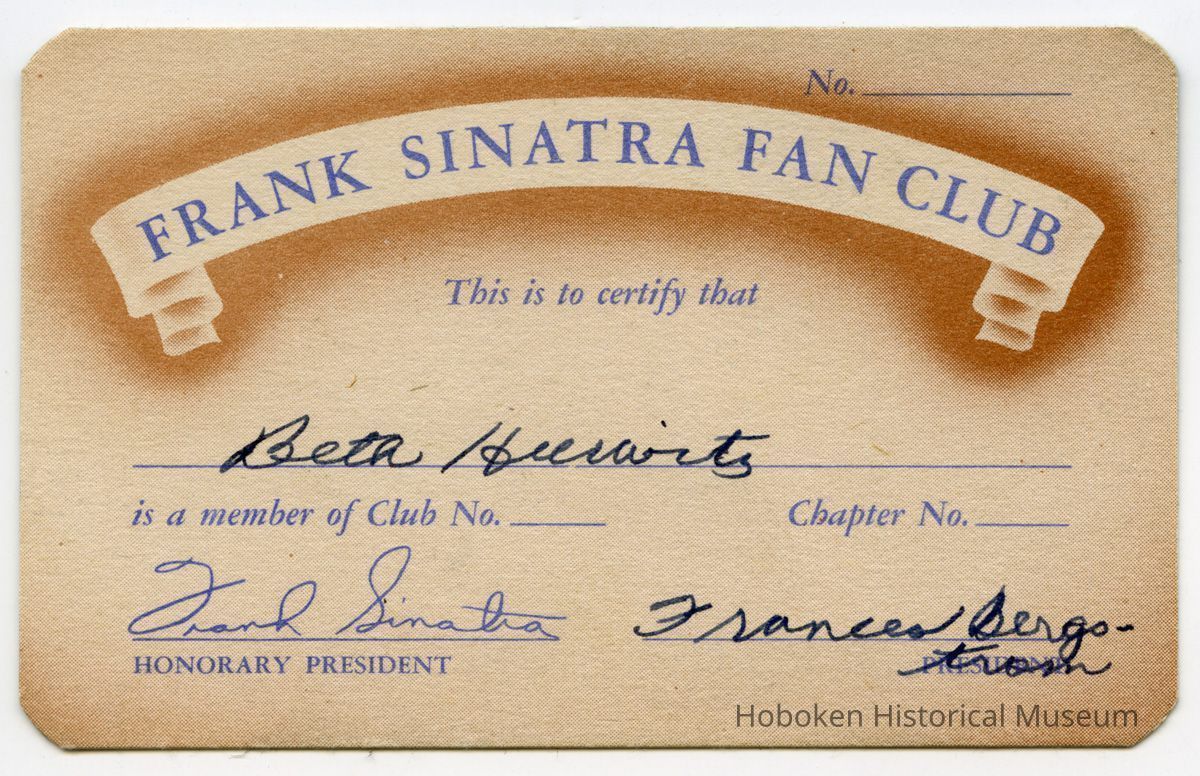 No.
FRANK SINATRA FAN CLUB
This is to certify that
Beta Hurwitz
is a member of Club No.
Chapter No.
Frank Sinatra
Frances Bergs-
trom
HONORARY PRESIDENT
PRESIDENT
Hoboken Historical Museum